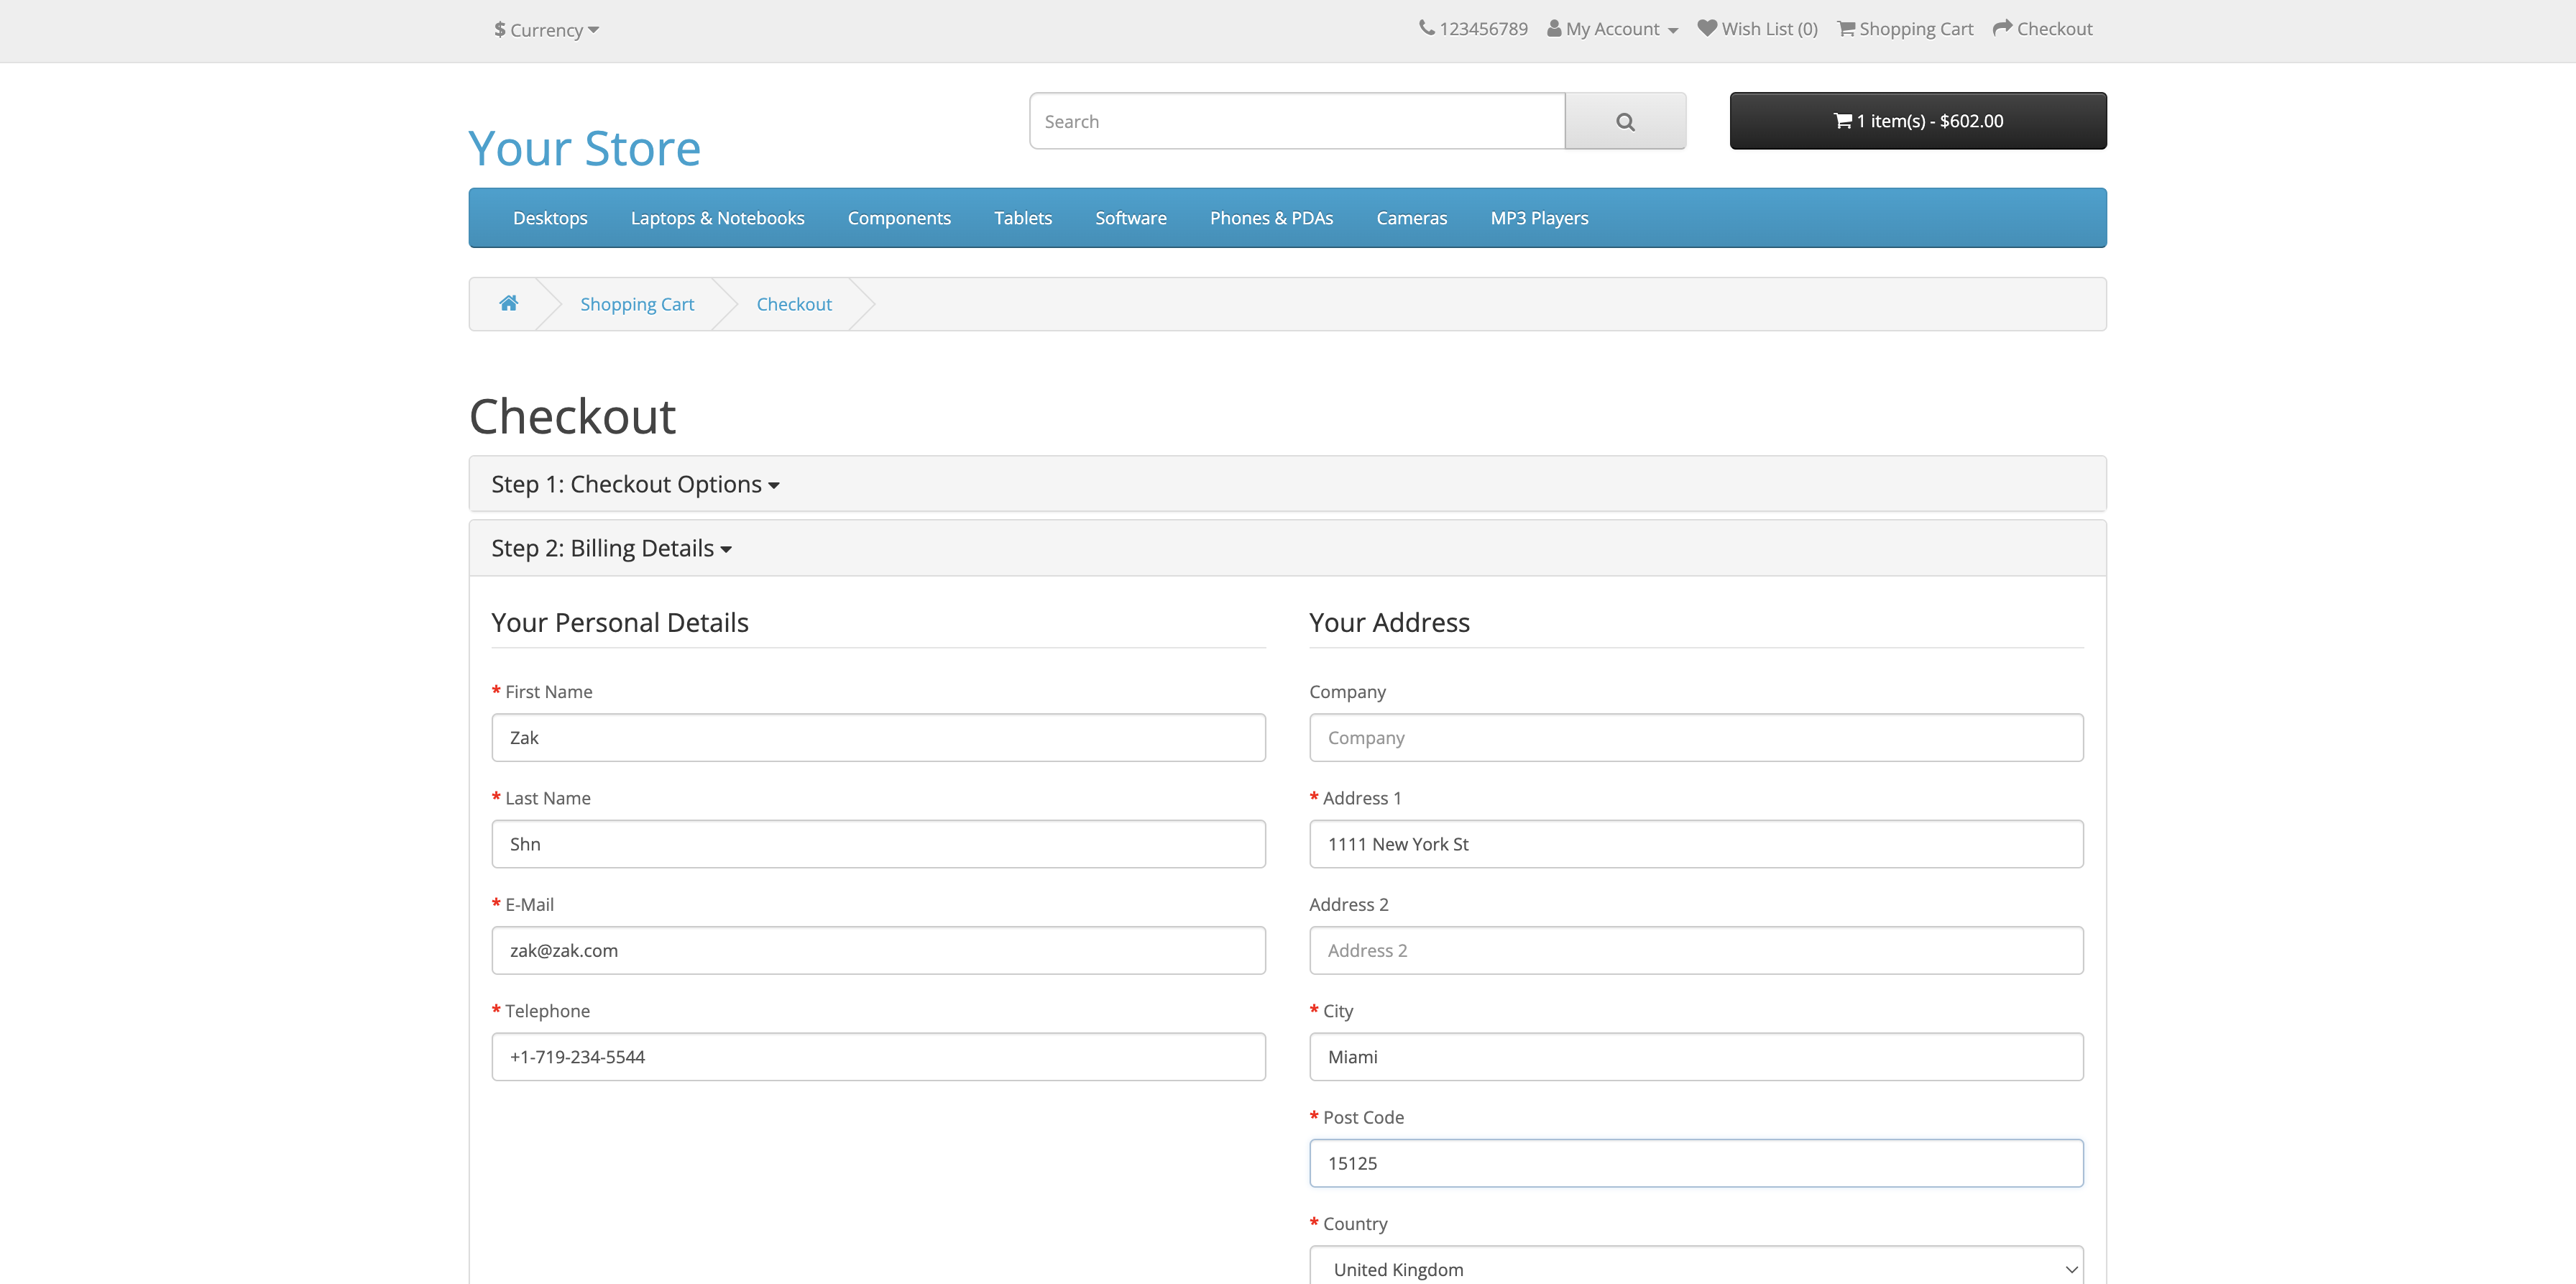 $ Currency
123456789 My Account Wish List (0) Shopping Cart Checkout
Your Store
Search
1 item(s) - $602.00
Desktops Laptops & Notebooks Components Tablets Software Phones & PDAs Cameras MP3 Players
Shopping Cart Checkout
Checkout
Step 1: Checkout Options
Step 2: Billing Details
Your Personal Details
* First Name
Zak
* Last Name
Shn
* E-Mail
zak@zak.com
* Telephone
+1-719-234-5544
Your Address
Company
Company
* Address 1
1111 New York St
Address 2
Address 2
* City
Miami
* Post Code
15125
* Country
United Kingdom